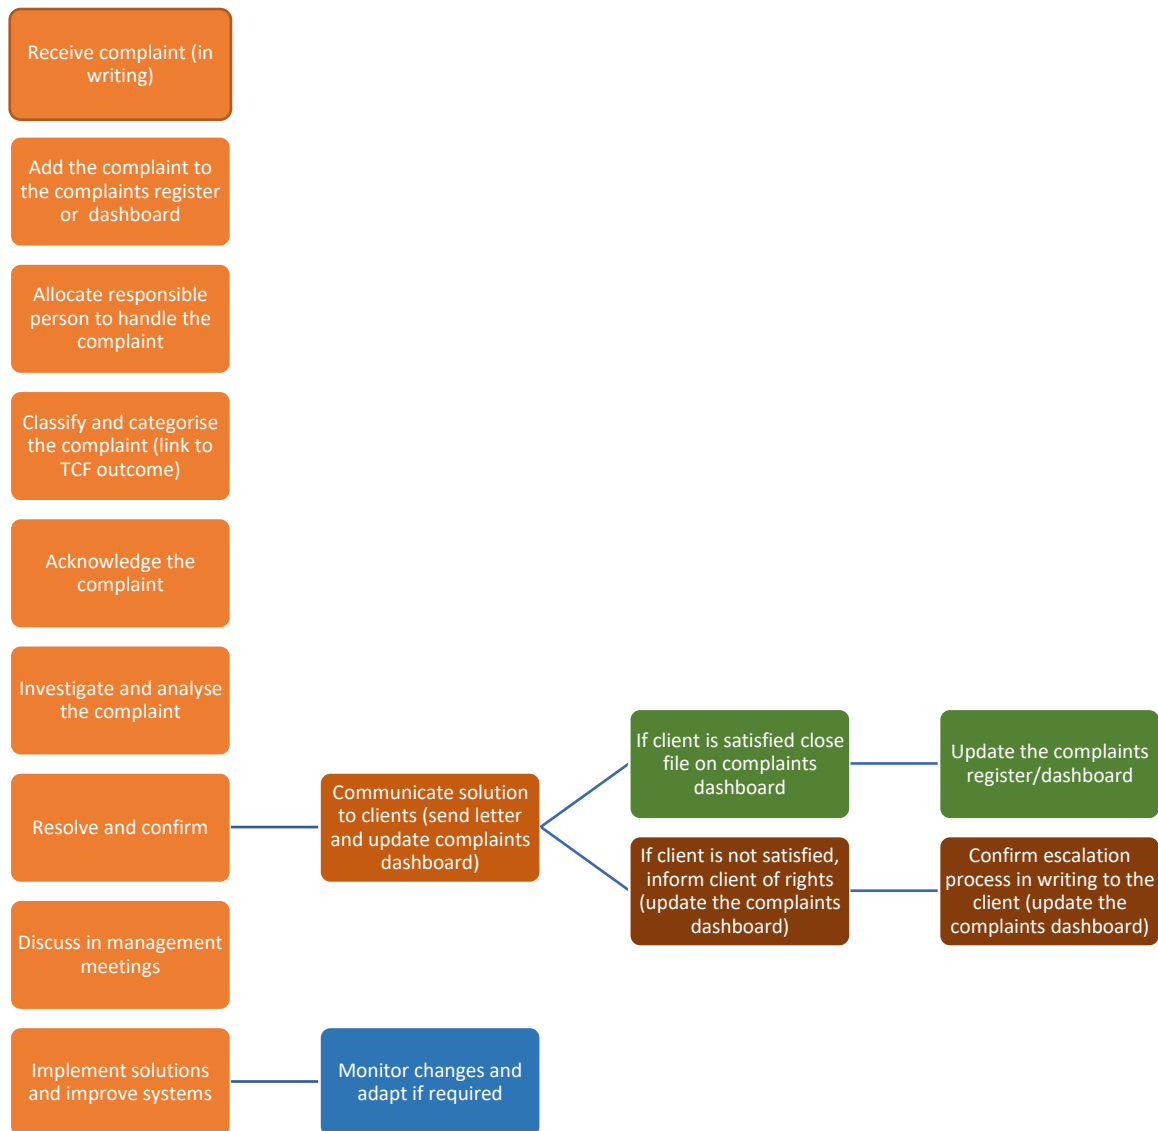 Receive complaint (in
writing)
Add the complaint to
the complaints register
or dashboard
Allocate responsible
person to handle the
complaint
Classify and categorise
the complaint (link to
TCF outcome)
Acknowledge the
complaint
Investigate and analyse
the complaint
Resolve and confirm
Communicate solution
to clients (send letter
and update complaints
dashboard)
If client is satisfied close
file on complaints
dashboard
Update the complaints
register/dashboard
If client is not satisfied,
inform client of rights
(update the complaints
dashboard)
Confirm escalation
process in writing to the
client (update the
complaints dashboard)
Discuss in management
meetings
Implement solutions
and improve systems
Monitor changes and
adapt if required